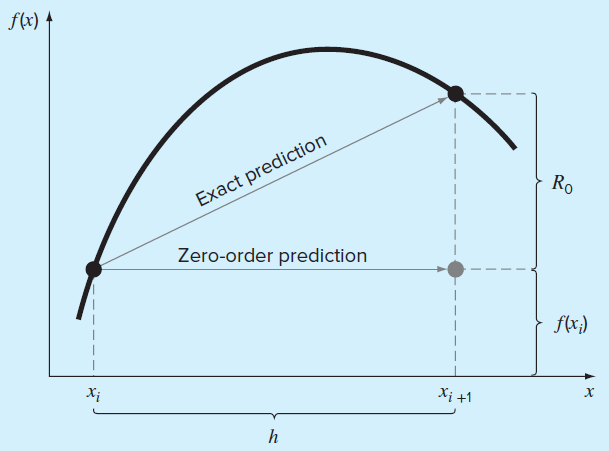 f(x)
Exact prediction
R₀
Zero-order prediction
f(xᵢ)
xᵢ
xᵢ₊₁
x
h